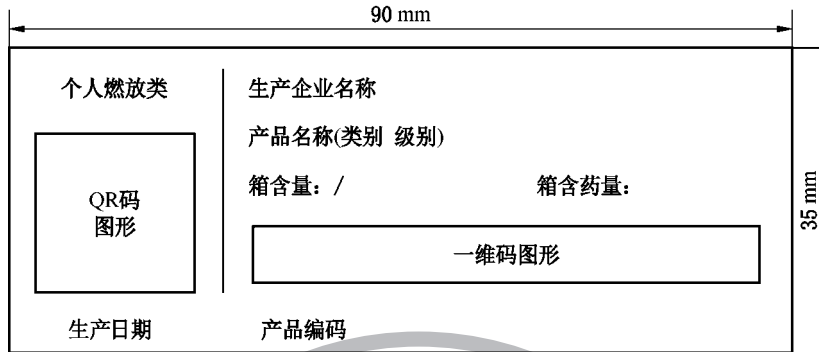 90 mm
个人燃放类
生产企业名称
产品名称(类别 级别)
箱含量：/ 箱含药量：
QR码
图形
一维码图形
生产日期 产品编码
35 mm